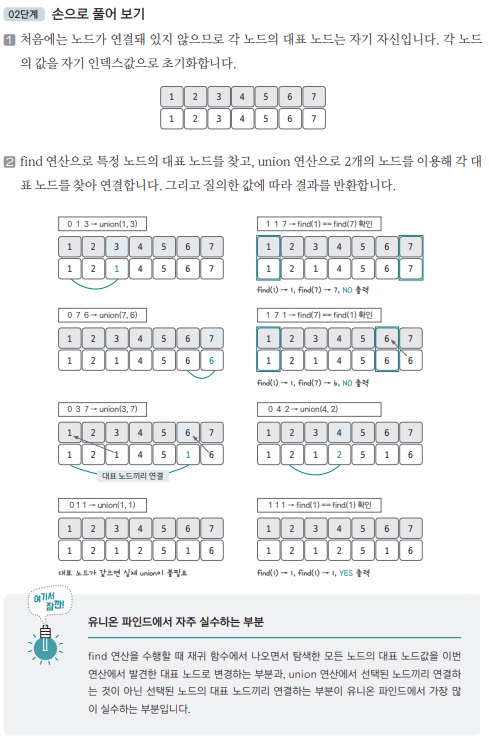 02단계 손으로 풀어 보기
1 처음에는 노드가 연결돼 있지 않으므로 각 노드의 대표 노드는 자기 자신입니다. 각 노드
의 값을 자기 인덱스값으로 초기화합니다.
1 2 3 4 5 6 7
1 2 3 4 5 6 7
2 find 연산으로 특정 노드의 대표 노드를 찾고, union 연산으로 2개의 노드를 이용해 각 대
표 노드를 찾아 연결합니다. 그리고 질의한 값에 따라 결과를 반환합니다.
0 1 3 → union(1, 3)
1 2 3 4 5 6 7
1 2 1 4 5 6 7
1 1 7 → find(1) == find(7) 확인
1 2 3 4 5 6 7
1 2 1 4 5 6 7
find(1) → 1, find(7) → 7, NO 출력
0 7 6 → union(7, 6)
1 2 3 4 5 6 7
1 2 1 4 5 6 6
1 7 1 → find(7) == find(1) 확인
1 2 3 4 5 6 7
1 2 1 4 5 6 6
find(1) → 1, find(7) → 6, NO 출력
0 3 7 → union(3, 7)
1 2 3 4 5 6 7
1 2 1 4 5 1 6
대표 노드끼리 연결
0 4 2 → union(4, 2)
1 2 3 4 5 6 7
1 2 1 2 5 1 6
0 1 1 → union(1, 1)
1 2 3 4 5 6 7
1 2 1 2 5 1 6
대표 노드가 같으면 실제 union이 불필요
1 1 1 → find(1) == find(1) 확인
1 2 3 4 5 6 7
1 2 1 2 5 1 6
find(1) → 1, find(1) → 1, YES 출력
여기서
잠깐!
유니온 파인드에서 자주 실수하는 부분
find 연산을 수행할 때 재귀 함수에서 나오면서 탐색한 모든 노드의 대표 노드값을 이번
연산에서 발견한 대표 노드로 변경하는 부분과, union 연산에서 선택된 노드끼리 연결하
는 것이 아닌 선택된 노드의 대표 노드끼리 연결하는 부분이 유니온 파인드에서 가장 많
이 실수하는 부분입니다.